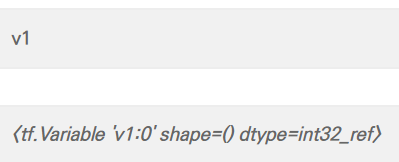 v1
〈tf.Variable 'v1:0' shape=() dtype=int32_ref〉